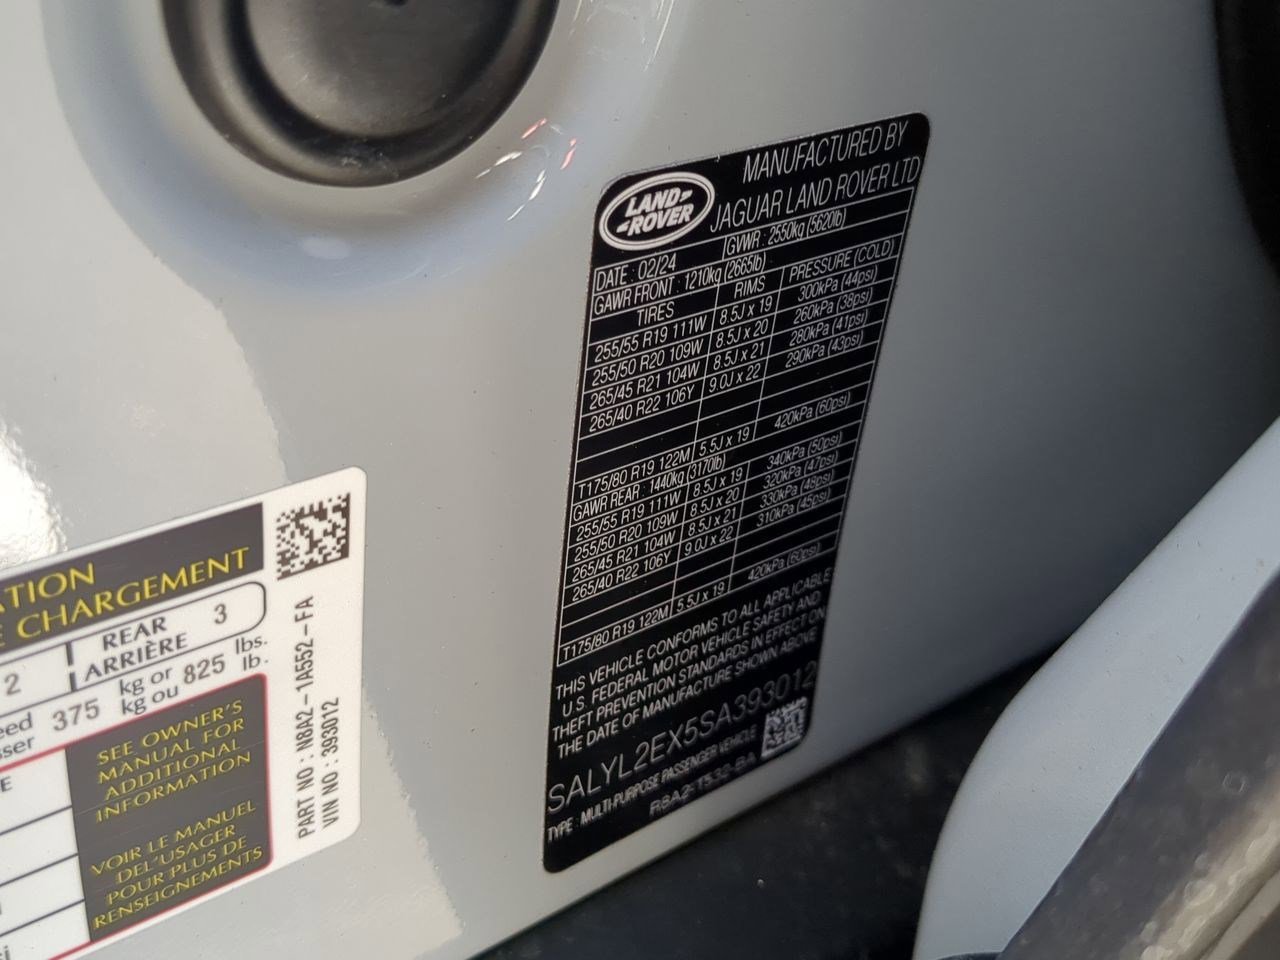 LAND-
-ROVER
MANUFACTURED BY
JAGUAR LAND ROVER LTD
DATE : 02/24 GVWR : 2550kg (5620lb)
GAWR FRONT : 1210kg (2665lb)
TIRES RIMS PRESSURE (COLD)
255/55 R19 111W 8.5J x 19 300kPa (44psi)
255/50 R20 109W 8.5J x 20 260kPa (38psi)
265/45 R21 104W 8.5J x 21 280kPa (41psi)
265/40 R22 106Y 9.0J x 22 290kPa (43psi)
T175/80 R19 122M 5.5J x 19 420kPa (60psi)
GAWR REAR : 1440kg (3170lb)
255/55 R19 111W 8.5J x 19 340kPa (50psi)
255/50 R20 109W 8.5J x 20 320kPa (47psi)
265/45 R21 104W 8.5J x 21 330kPa (48psi)
265/40 R22 106Y 9.0J x 22 310kPa (45psi)
T175/80 R19 122M 5.5J x 19 420kPa (60psi)
THIS VEHICLE CONFORMS TO ALL APPLICABLE
U.S. FEDERAL MOTOR VEHICLE SAFETY AND
THEFT PREVENTION STANDARDS IN EFFECT ON
THE DATE OF MANUFACTURE SHOWN ABOVE
SALYL2EX5SA393012
TYPE : MULTI-PURPOSE PASSENGER VEHICLE
R8A2-1532-BA
ATION
E CHARGEMENT
2 REAR 3
ARRIÈRE
eed 375 kg or 825 lbs.
sser kg ou lb.
SEE OWNER'S
MANUAL FOR
ADDITIONAL
INFORMATION
VOIR LE MANUEL
DEL'USAGER
POUR PLUS DE
RENSEIGNEMENTS
PART NO : N8A2-1A552-FA
VIN NO : 393012